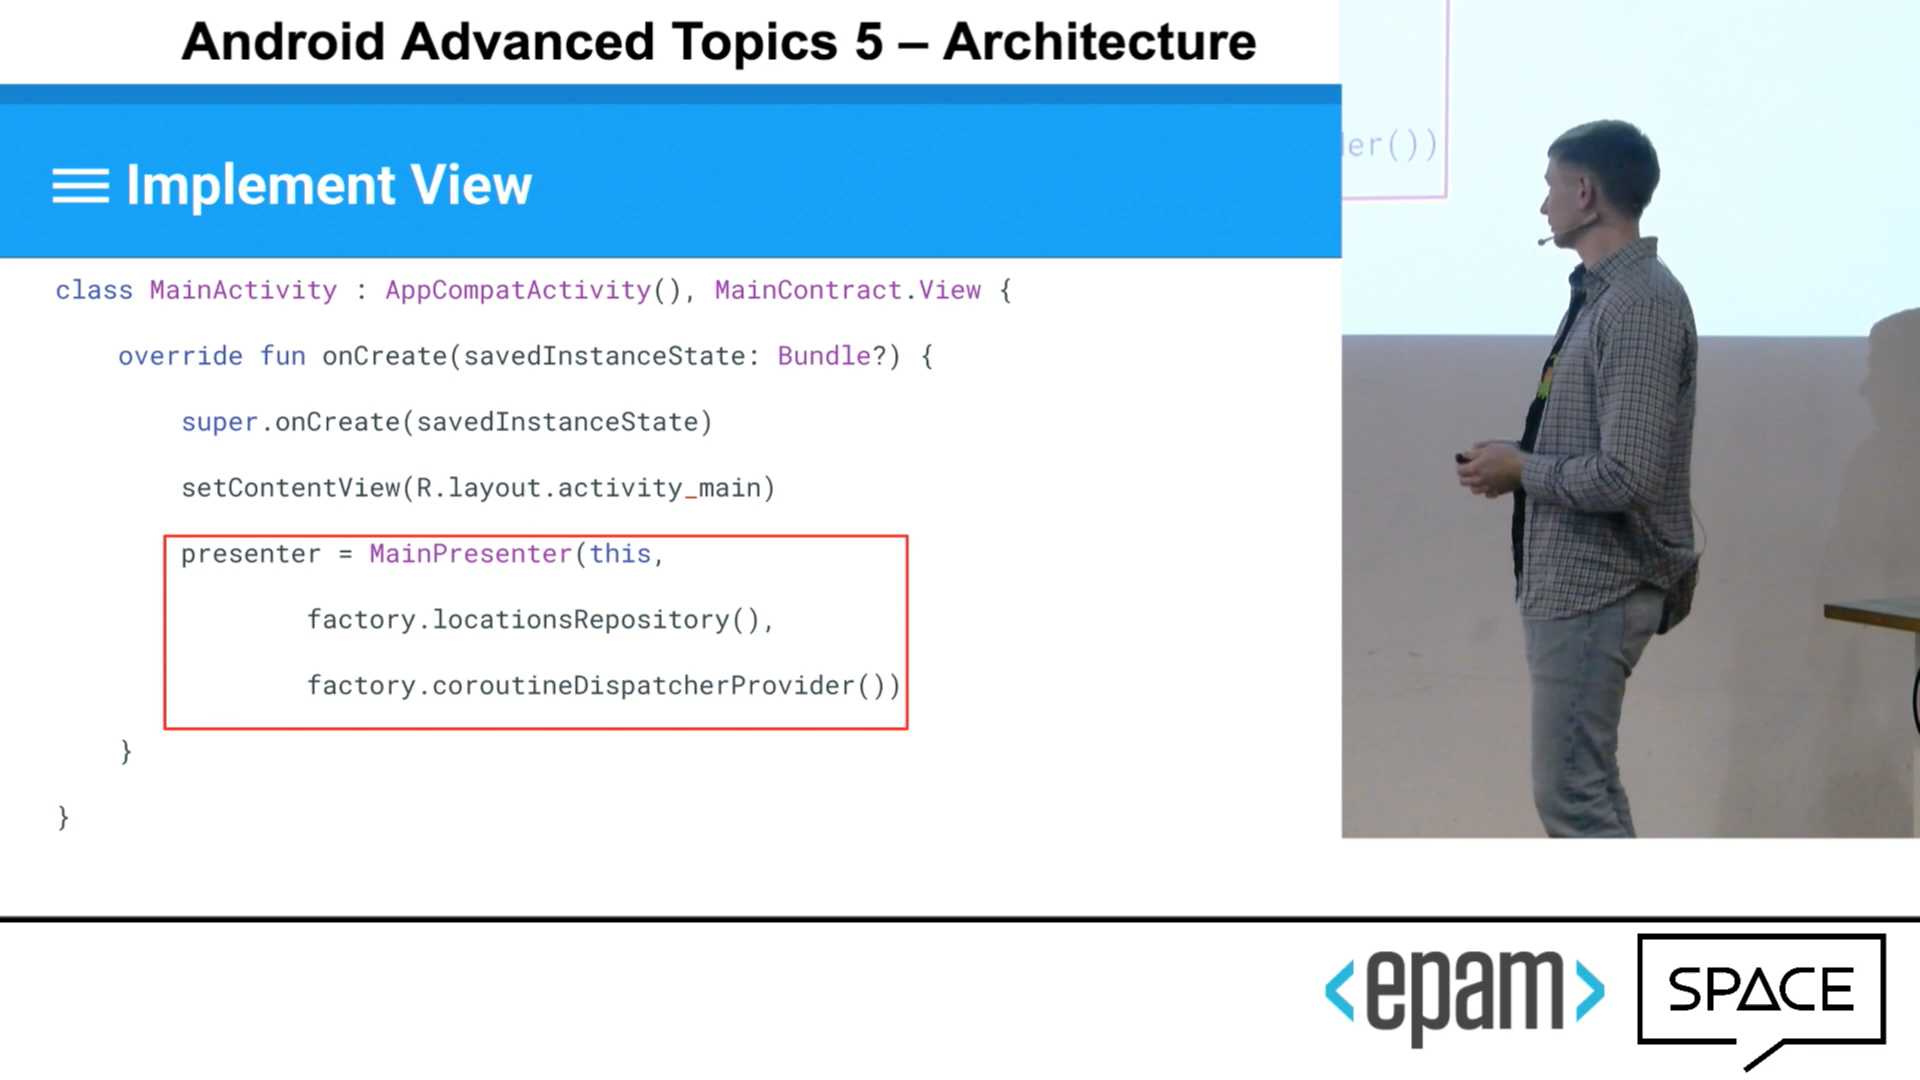 Android Advanced Topics 5 – Architecture
Implement View
class MainActivity : AppCompatActivity(), MainContract.View {
override fun onCreate(savedInstanceState: Bundle?) {
super.onCreate(savedInstanceState)
setContentView(R.layout.activity_main)
presenter = MainPresenter(this,
factory.locationsRepository(),
factory.coroutineDispatcherProvider())
}
}
er())
<epam>
SPACE